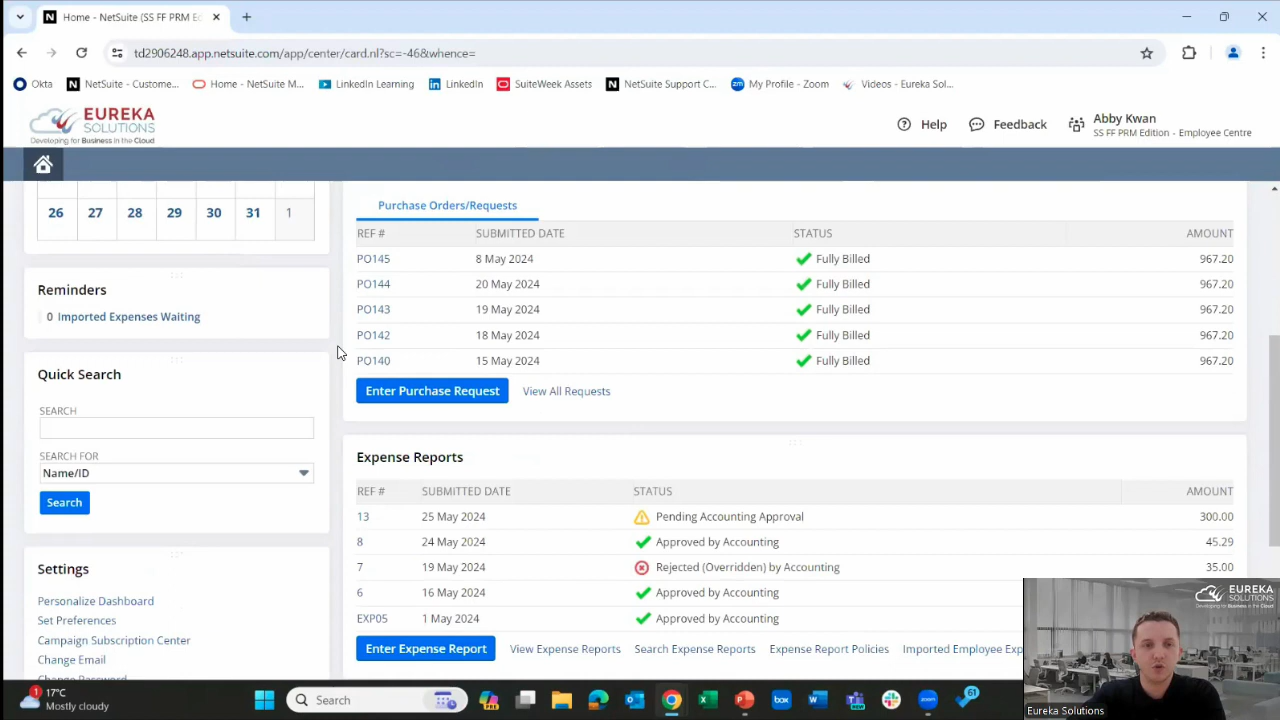 Home - NetSuite (SS FF PRM Ec
td2906248.app.netsuite.com/app/center/card.nl?sc=-46&whence=
Okta NetSuite - Custome... Home - NetSuite M... LinkedIn Learning LinkedIn SuiteWeek Assets NetSuite Support C... My Profile - Zoom Videos - Eureka Sol...
EUREKA
SOLUTIONS
Developing for Business in the Cloud
Help Feedback Abby Kwan
SS FF PRM Edition - Employee Centre
26 27 28 29 30 31 1
Reminders
0 Imported Expenses Waiting
Quick Search
SEARCH
SEARCH FOR
Name/ID
Search
Settings
Personalize Dashboard
Set Preferences
Campaign Subscription Center
Change Email
Change Password
Purchase Orders/Requests
REF # SUBMITTED DATE STATUS AMOUNT
PO145 8 May 2024 Fully Billed 967.20
PO144 20 May 2024 Fully Billed 967.20
PO143 19 May 2024 Fully Billed 967.20
PO142 18 May 2024 Fully Billed 967.20
PO140 15 May 2024 Fully Billed 967.20
Enter Purchase Request View All Requests
Expense Reports
REF # SUBMITTED DATE STATUS AMOUNT
13 25 May 2024 Pending Accounting Approval 300.00
8 24 May 2024 Approved by Accounting 45.29
7 19 May 2024 Rejected (Overridden) by Accounting 35.00
6 16 May 2024 Approved by Accounting
EXP05 1 May 2024 Approved by Accounting
Enter Expense Report View Expense Reports Search Expense Reports Expense Report Policies Imported Employee Exp
EUREKA
SOLUTIONS
Developing for Business in the Cloud
Eureka Solutions
1 17°C
Mostly cloudy
Search
61